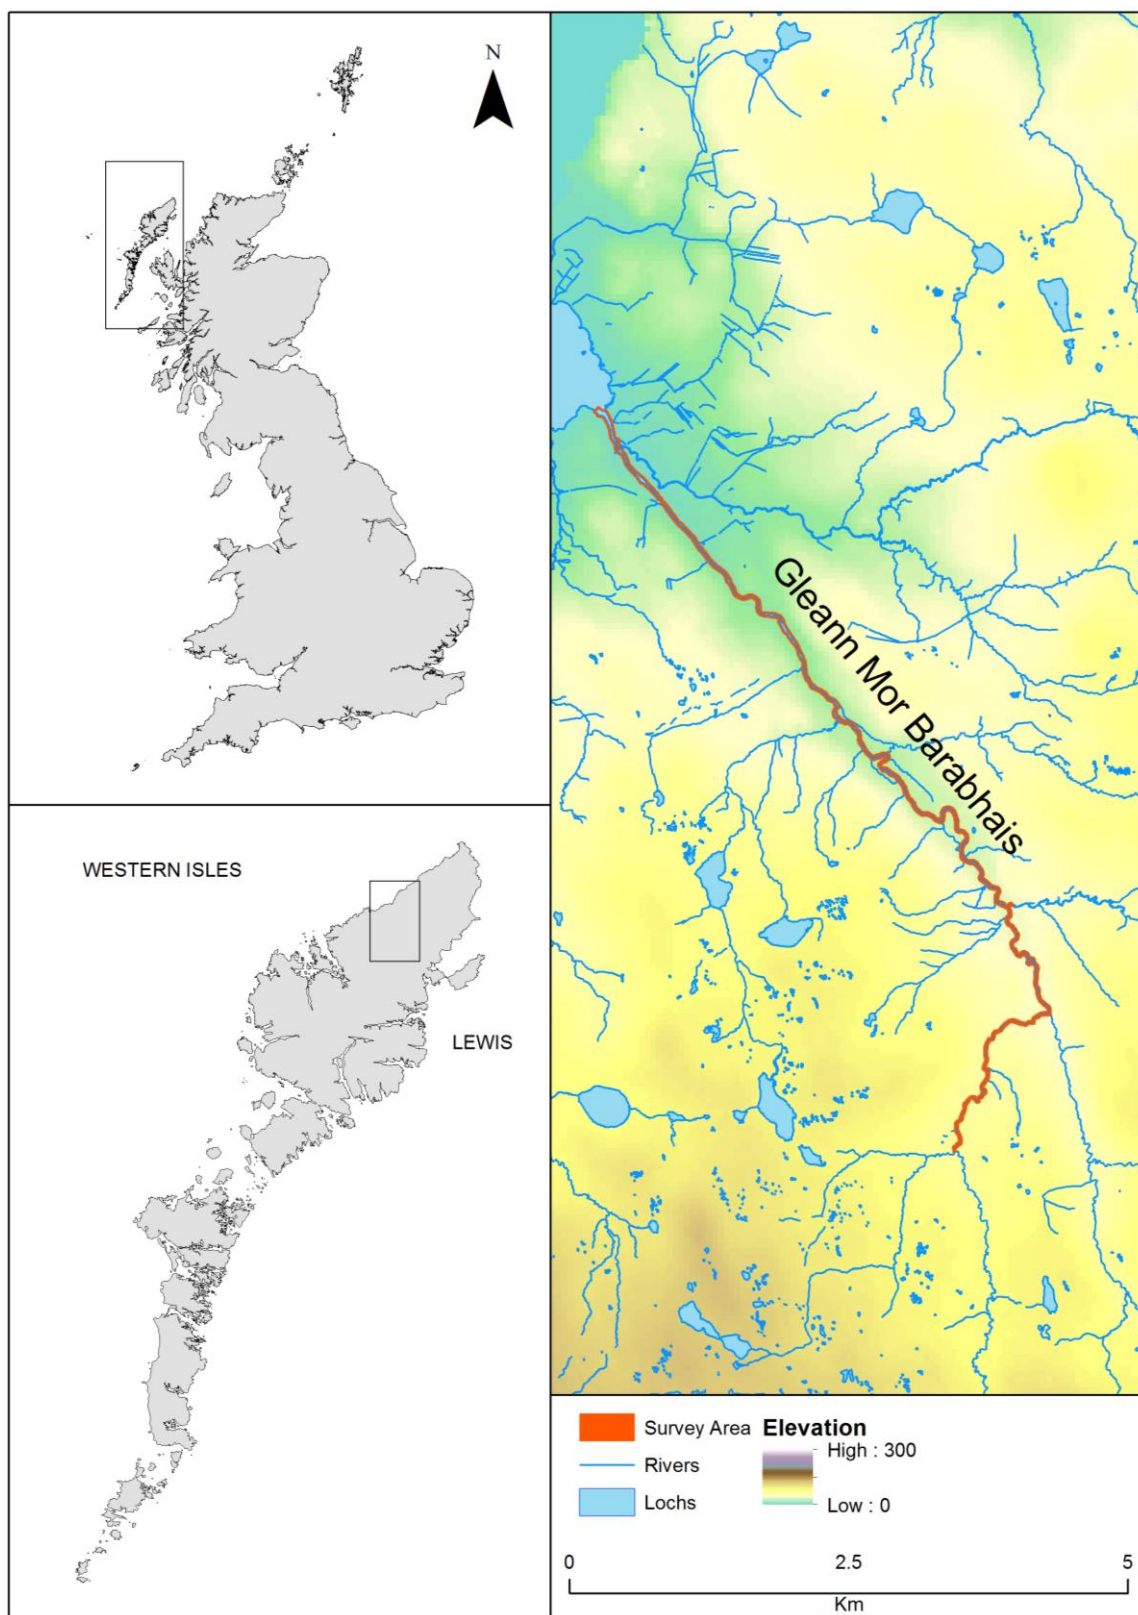 N
WESTERN ISLES
LEWIS
Gleann Mor Barabhais
Survey Area
Rivers
Lochs
Elevation
High : 300
Low : 0
0 2.5 5
Km